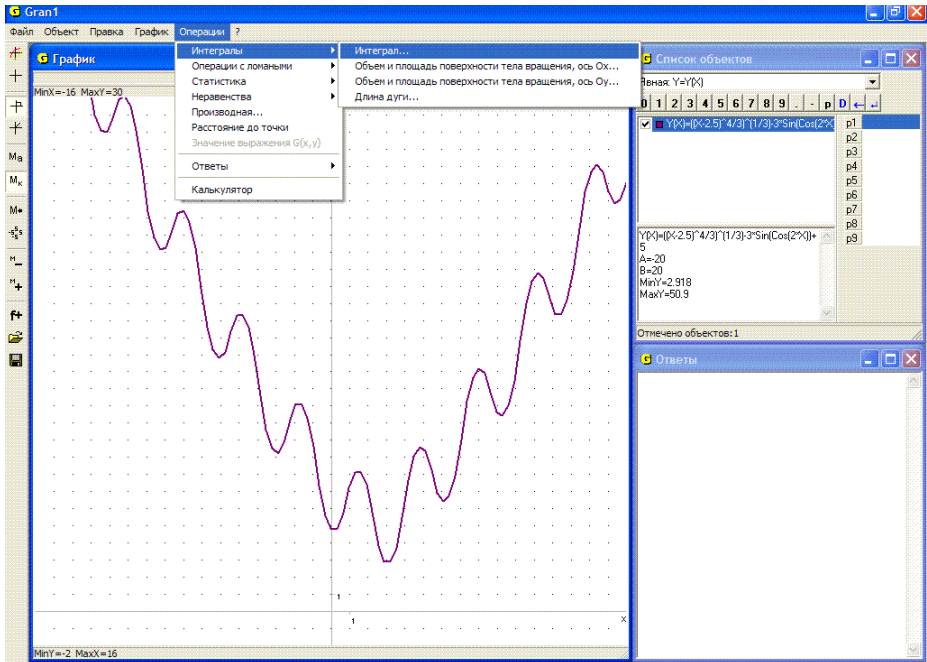 Gran1
Файл Объект Правка График Операции ?
График
MinX=-16 MaxY=30
Интегралы
Операции с ломаными
Статистика
Неравенства
Производная...
Расстояние до точки
Значение выражения G(x,y)
Ответы
Калькулятор
Интеграл...
Объем и площадь поверхности тела вращения, ось Ox...
Объем и площадь поверхности тела вращения, ось Oy...
Длина дуги...
Ma
Mк
M
M
M
f+
1
1
X
MinY=-2 MaxX=16
Список объектов
Явная: Y=Y(X)
0 1 2 3 4 5 6 7 8 9 . - p D
Y(X)=((X-2.5)^4/3)^(1/3)-3*Sin(Cos(2*X
p1
p2
p3
p4
p5
p6
p7
p8
p9
Y(X)=((X-2.5)^4/3)^(1/3)-3*Sin(Cos(2*X))+
5
A=-20
B=20
MinY=2.918
MaxY=50.9
Отмечено объектов:1
Ответы